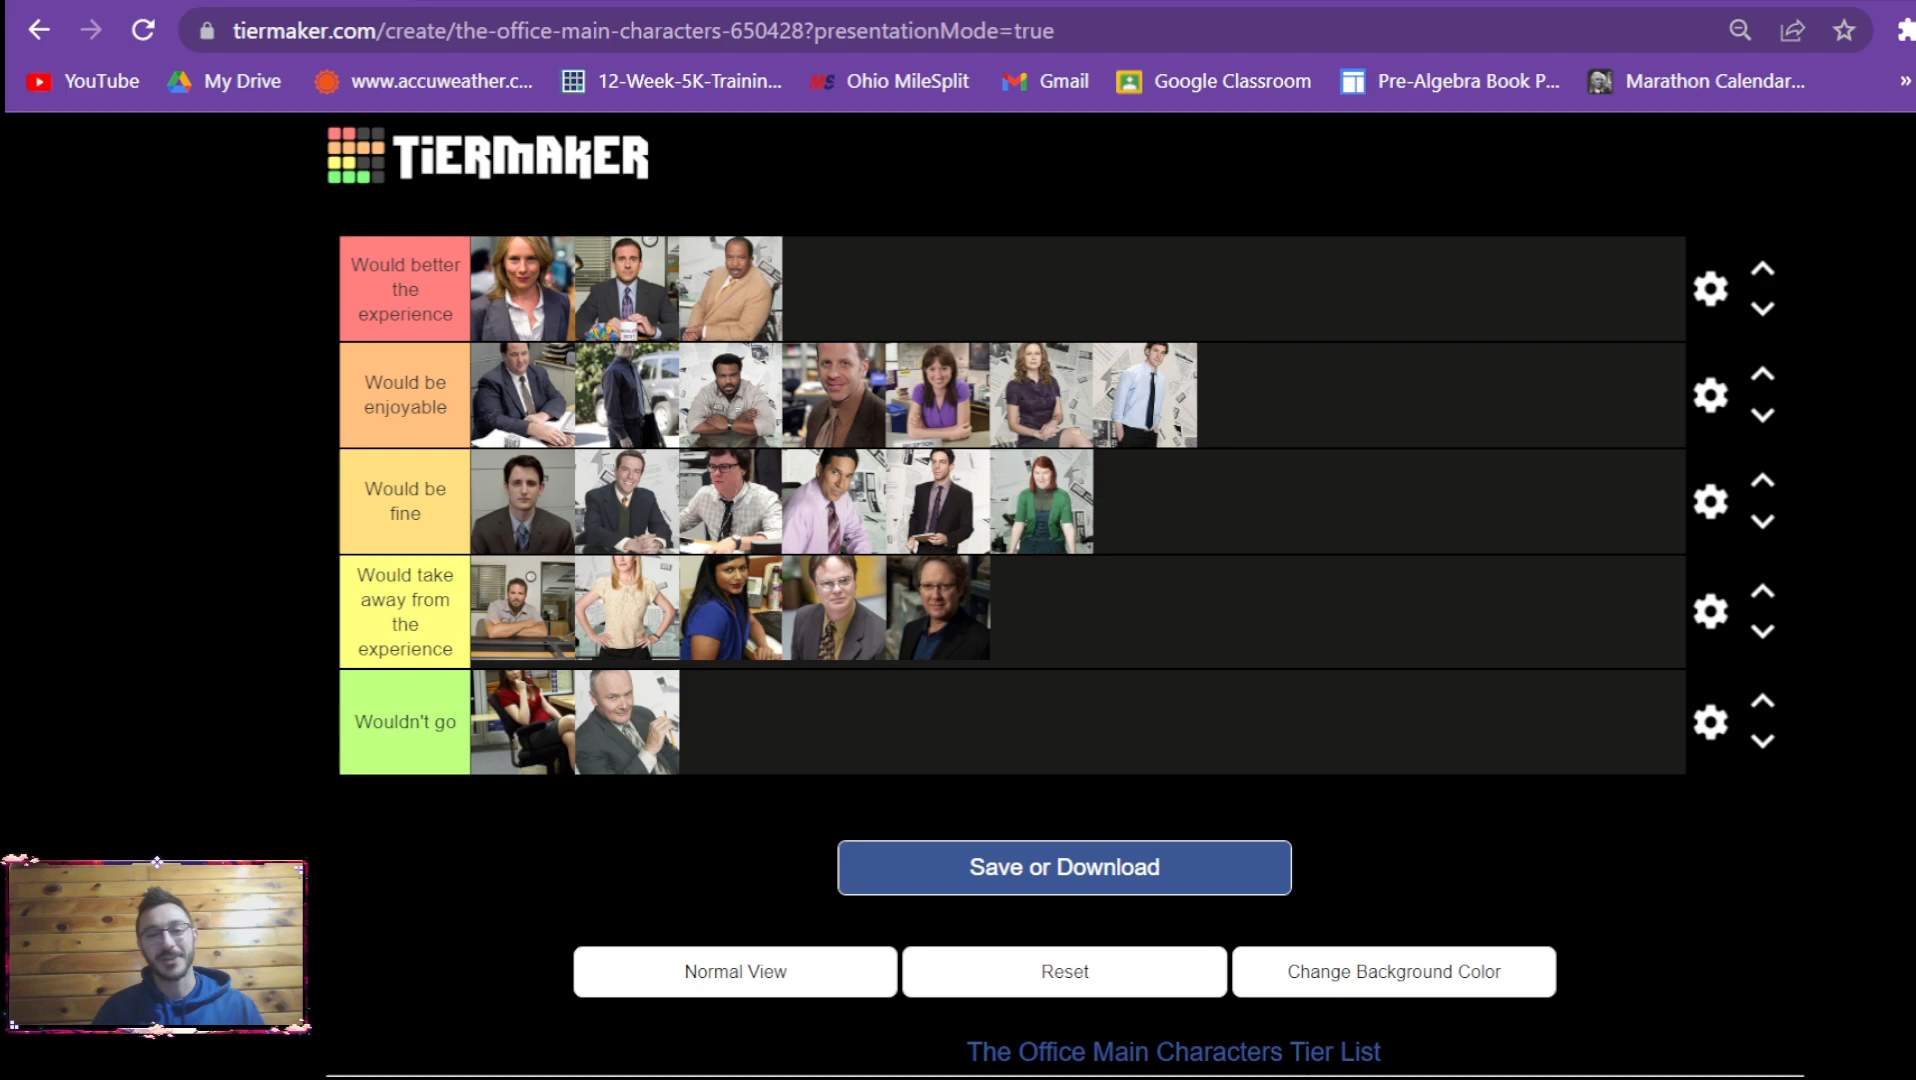 tiermaker.com/create/the-office-main-characters-650428?presentationMode=true
YouTube My Drive www.accuweather.c... 12-Week-5K-Trainin... MS Ohio MileSplit Gmail Google Classroom Pre-Algebra Book P... Marathon Calendar... »
TiERMAKER
Would better
the
experience
Would be
enjoyable
Would be
fine
Would take
away from
the
experience
Wouldn't go
Save or Download
Normal View Reset Change Background Color
The Office Main Characters Tier List